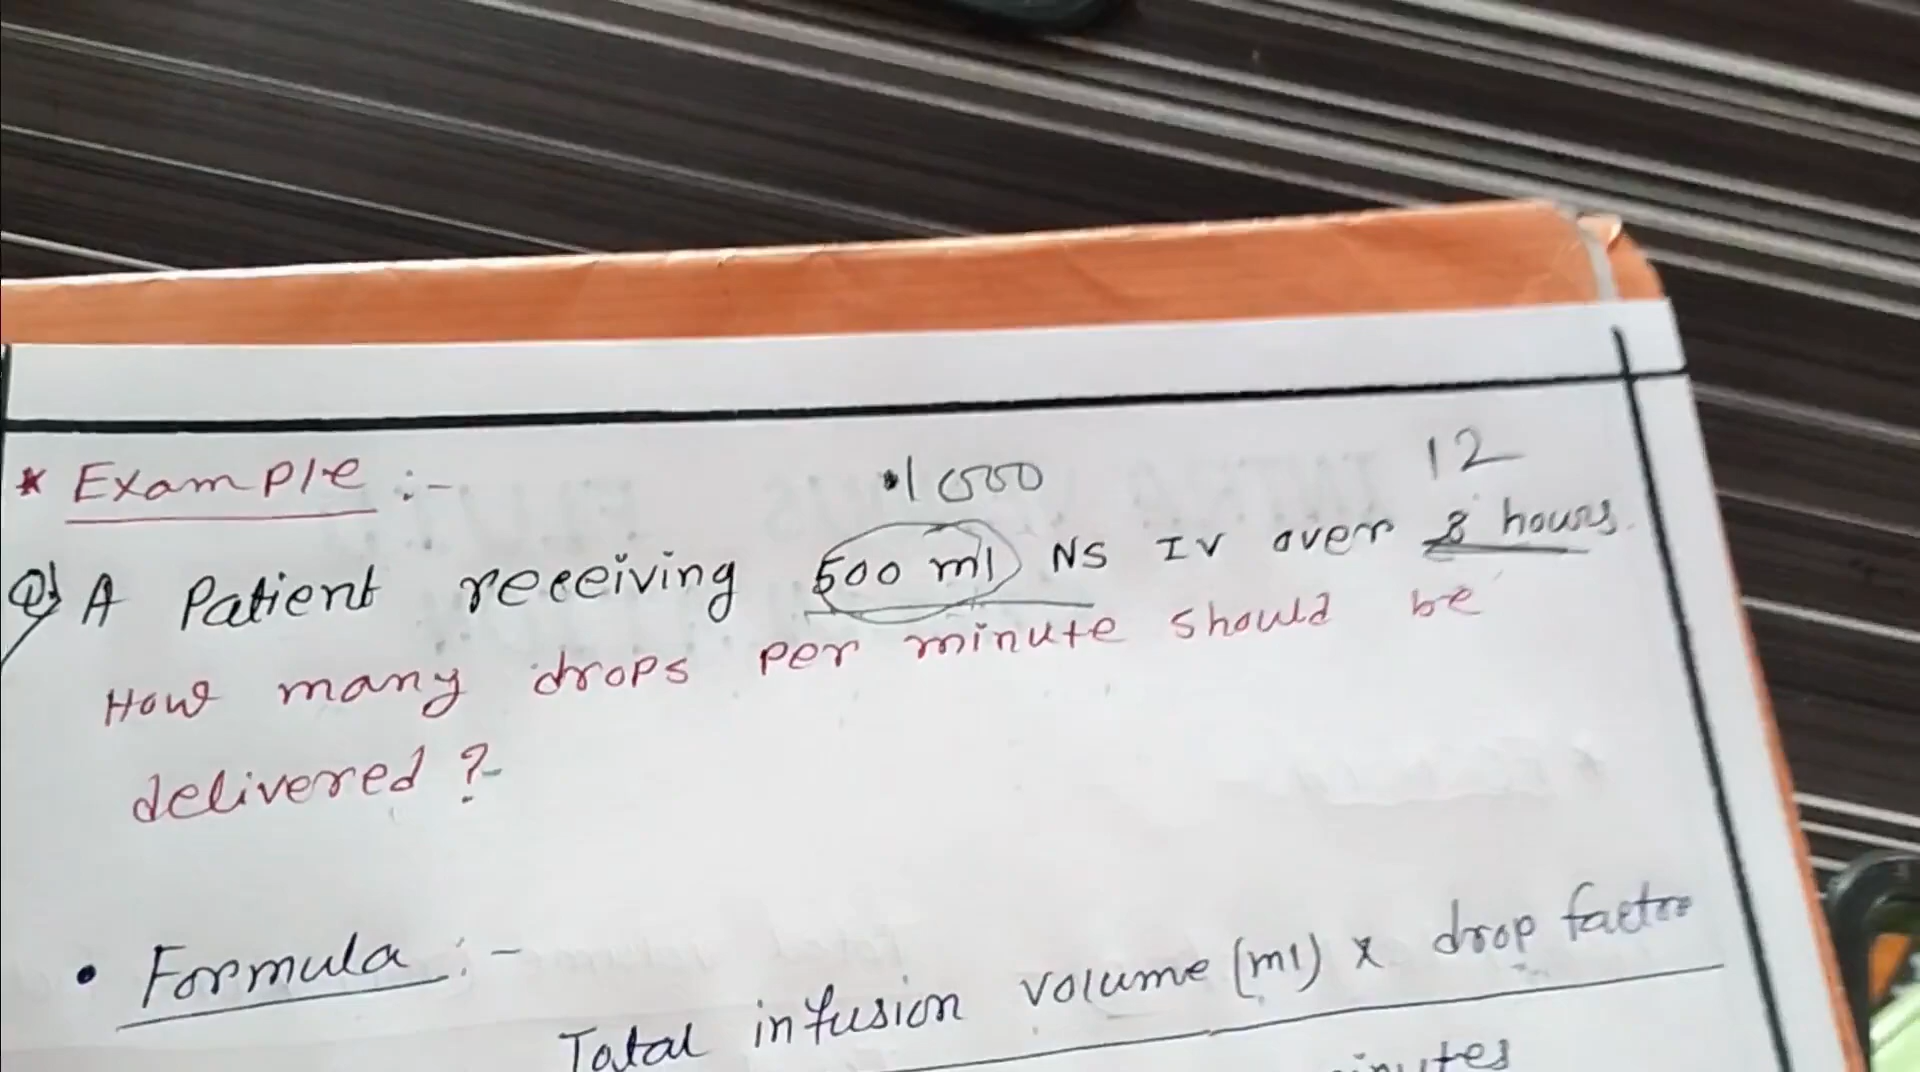 * Example :-
1000
12
Q) A Patient receiving 500 ml NS IV over 8 hours.
How many drops per minute should be
delivered ?
• Formula :-
Total infusion volume (ml) x drop factor